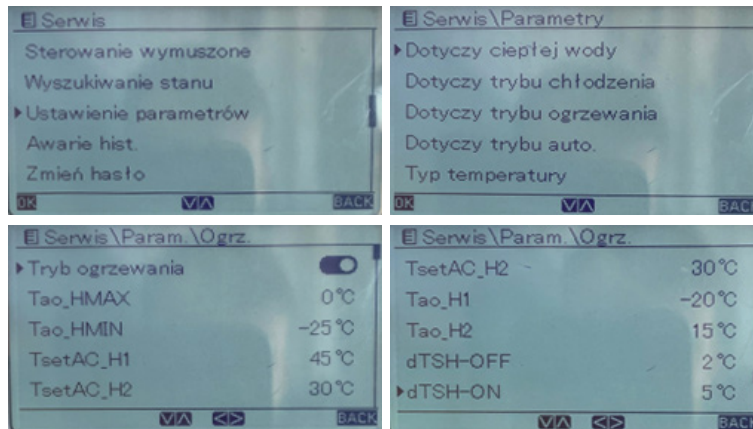 Serwis
Sterowanie wymuszone
Wyszukiwanie stanu
Ustawienie parametrów
Awarie hist.
Zmień hasło
OK BACK
Serwis\Parametry
Dotyczy ciepłej wody
Dotyczy trybu chłodzenia
Dotyczy trybu ogrzewania
Dotyczy trybu auto.
Typ temperatury
OK BACK
Serwis\Param.\Ogrz.
Tryb ogrzewania
Tao_HMAX 0℃
Tao_HMIN -25℃
TsetAC_H1 45℃
TsetAC_H2 30℃
BACK
Serwis\Param.\Ogrz.
TsetAC_H2 30℃
Tao_H1 -20℃
Tao_H2 15℃
dTSH-OFF 2℃
dTSH-ON 5℃
BACK